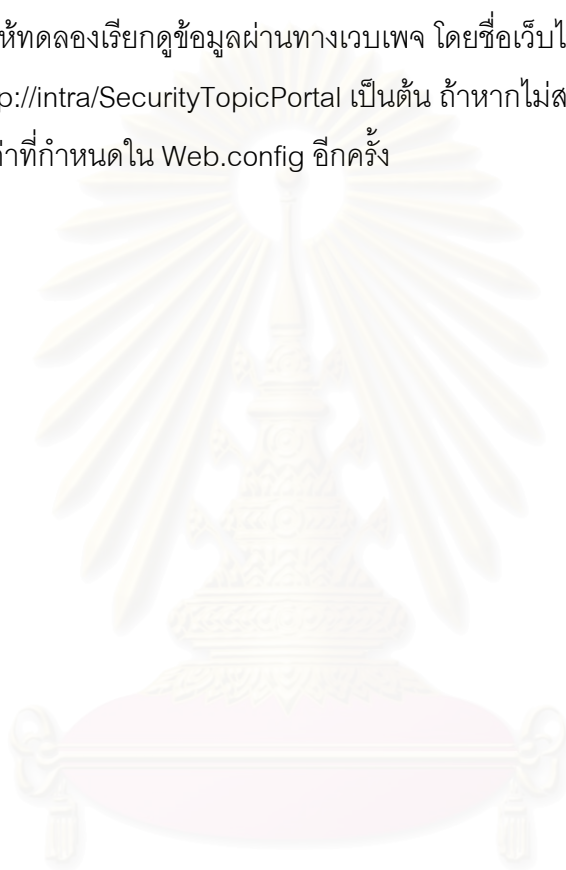 ห้ทดลองเรียกดูข้อมูลผ่านทางเวบเพจ โดยชื่อเว็บไ
p://intra/SecurityTopicPortal เป็นต้น ถ้าหากไม่ส
ค่าที่กำหนดใน Web.config อีกครั้ง